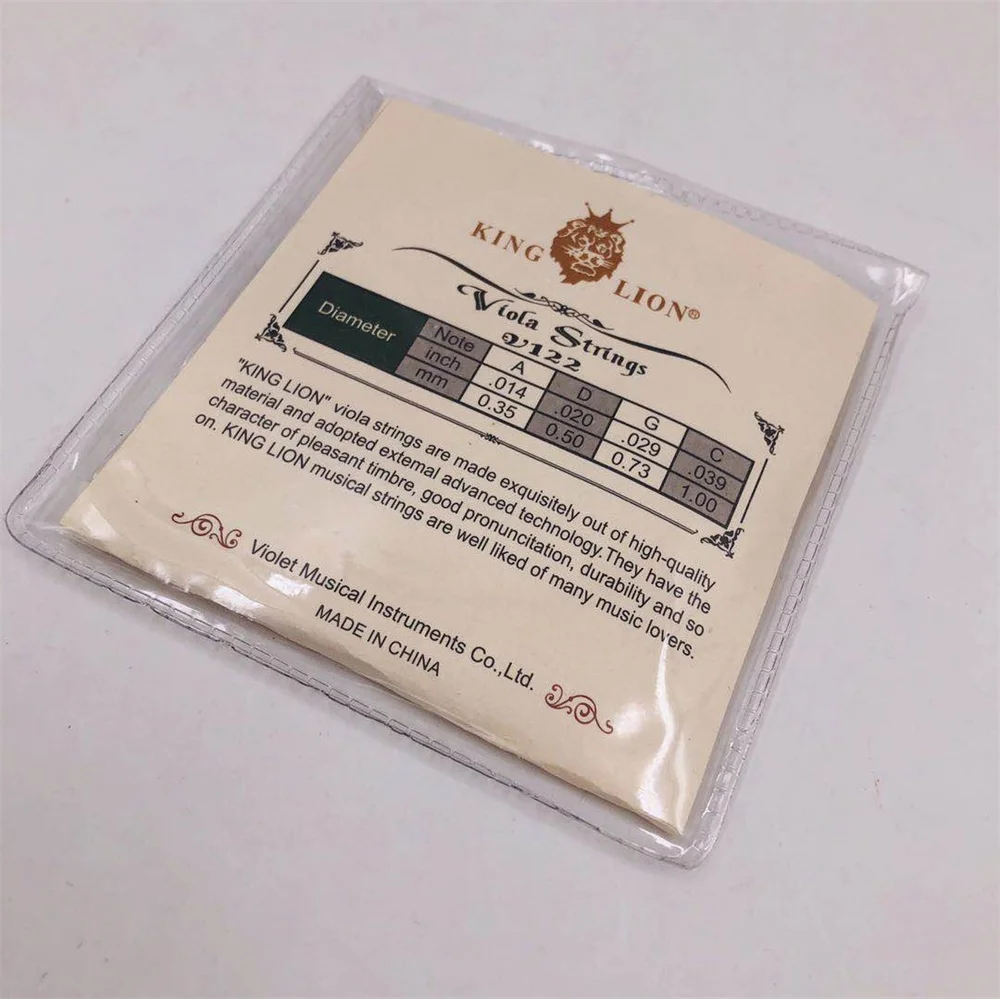 KING LION®
Viola Strings
V122
Diameter
Note A D G C
inch .014 .020 .029 .039
mm 0.35 0.50 0.73 1.00
"KING LION" viola strings are made exquisitely out of high-quality
material and adopted external advanced technology. They have the
character of pleasant timbre, good pronuncitation, durability and so
on. KING LION musical strings are well liked of many music lovers.
Violet Musical Instruments Co.,Ltd.
MADE IN CHINA